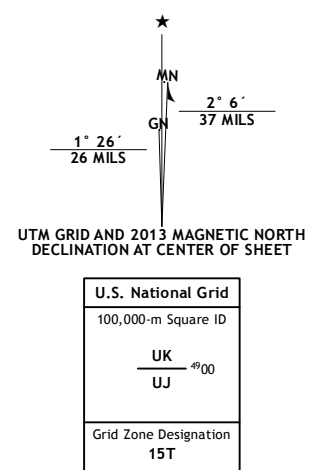 ★
MN
GN
2° 6´
37 MILS
1° 26´
26 MILS
UTM GRID AND 2013 MAGNETIC NORTH
DECLINATION AT CENTER OF SHEET
U.S. National Grid
100,000-m Square ID
UK
4900
UJ
Grid Zone Designation
15T